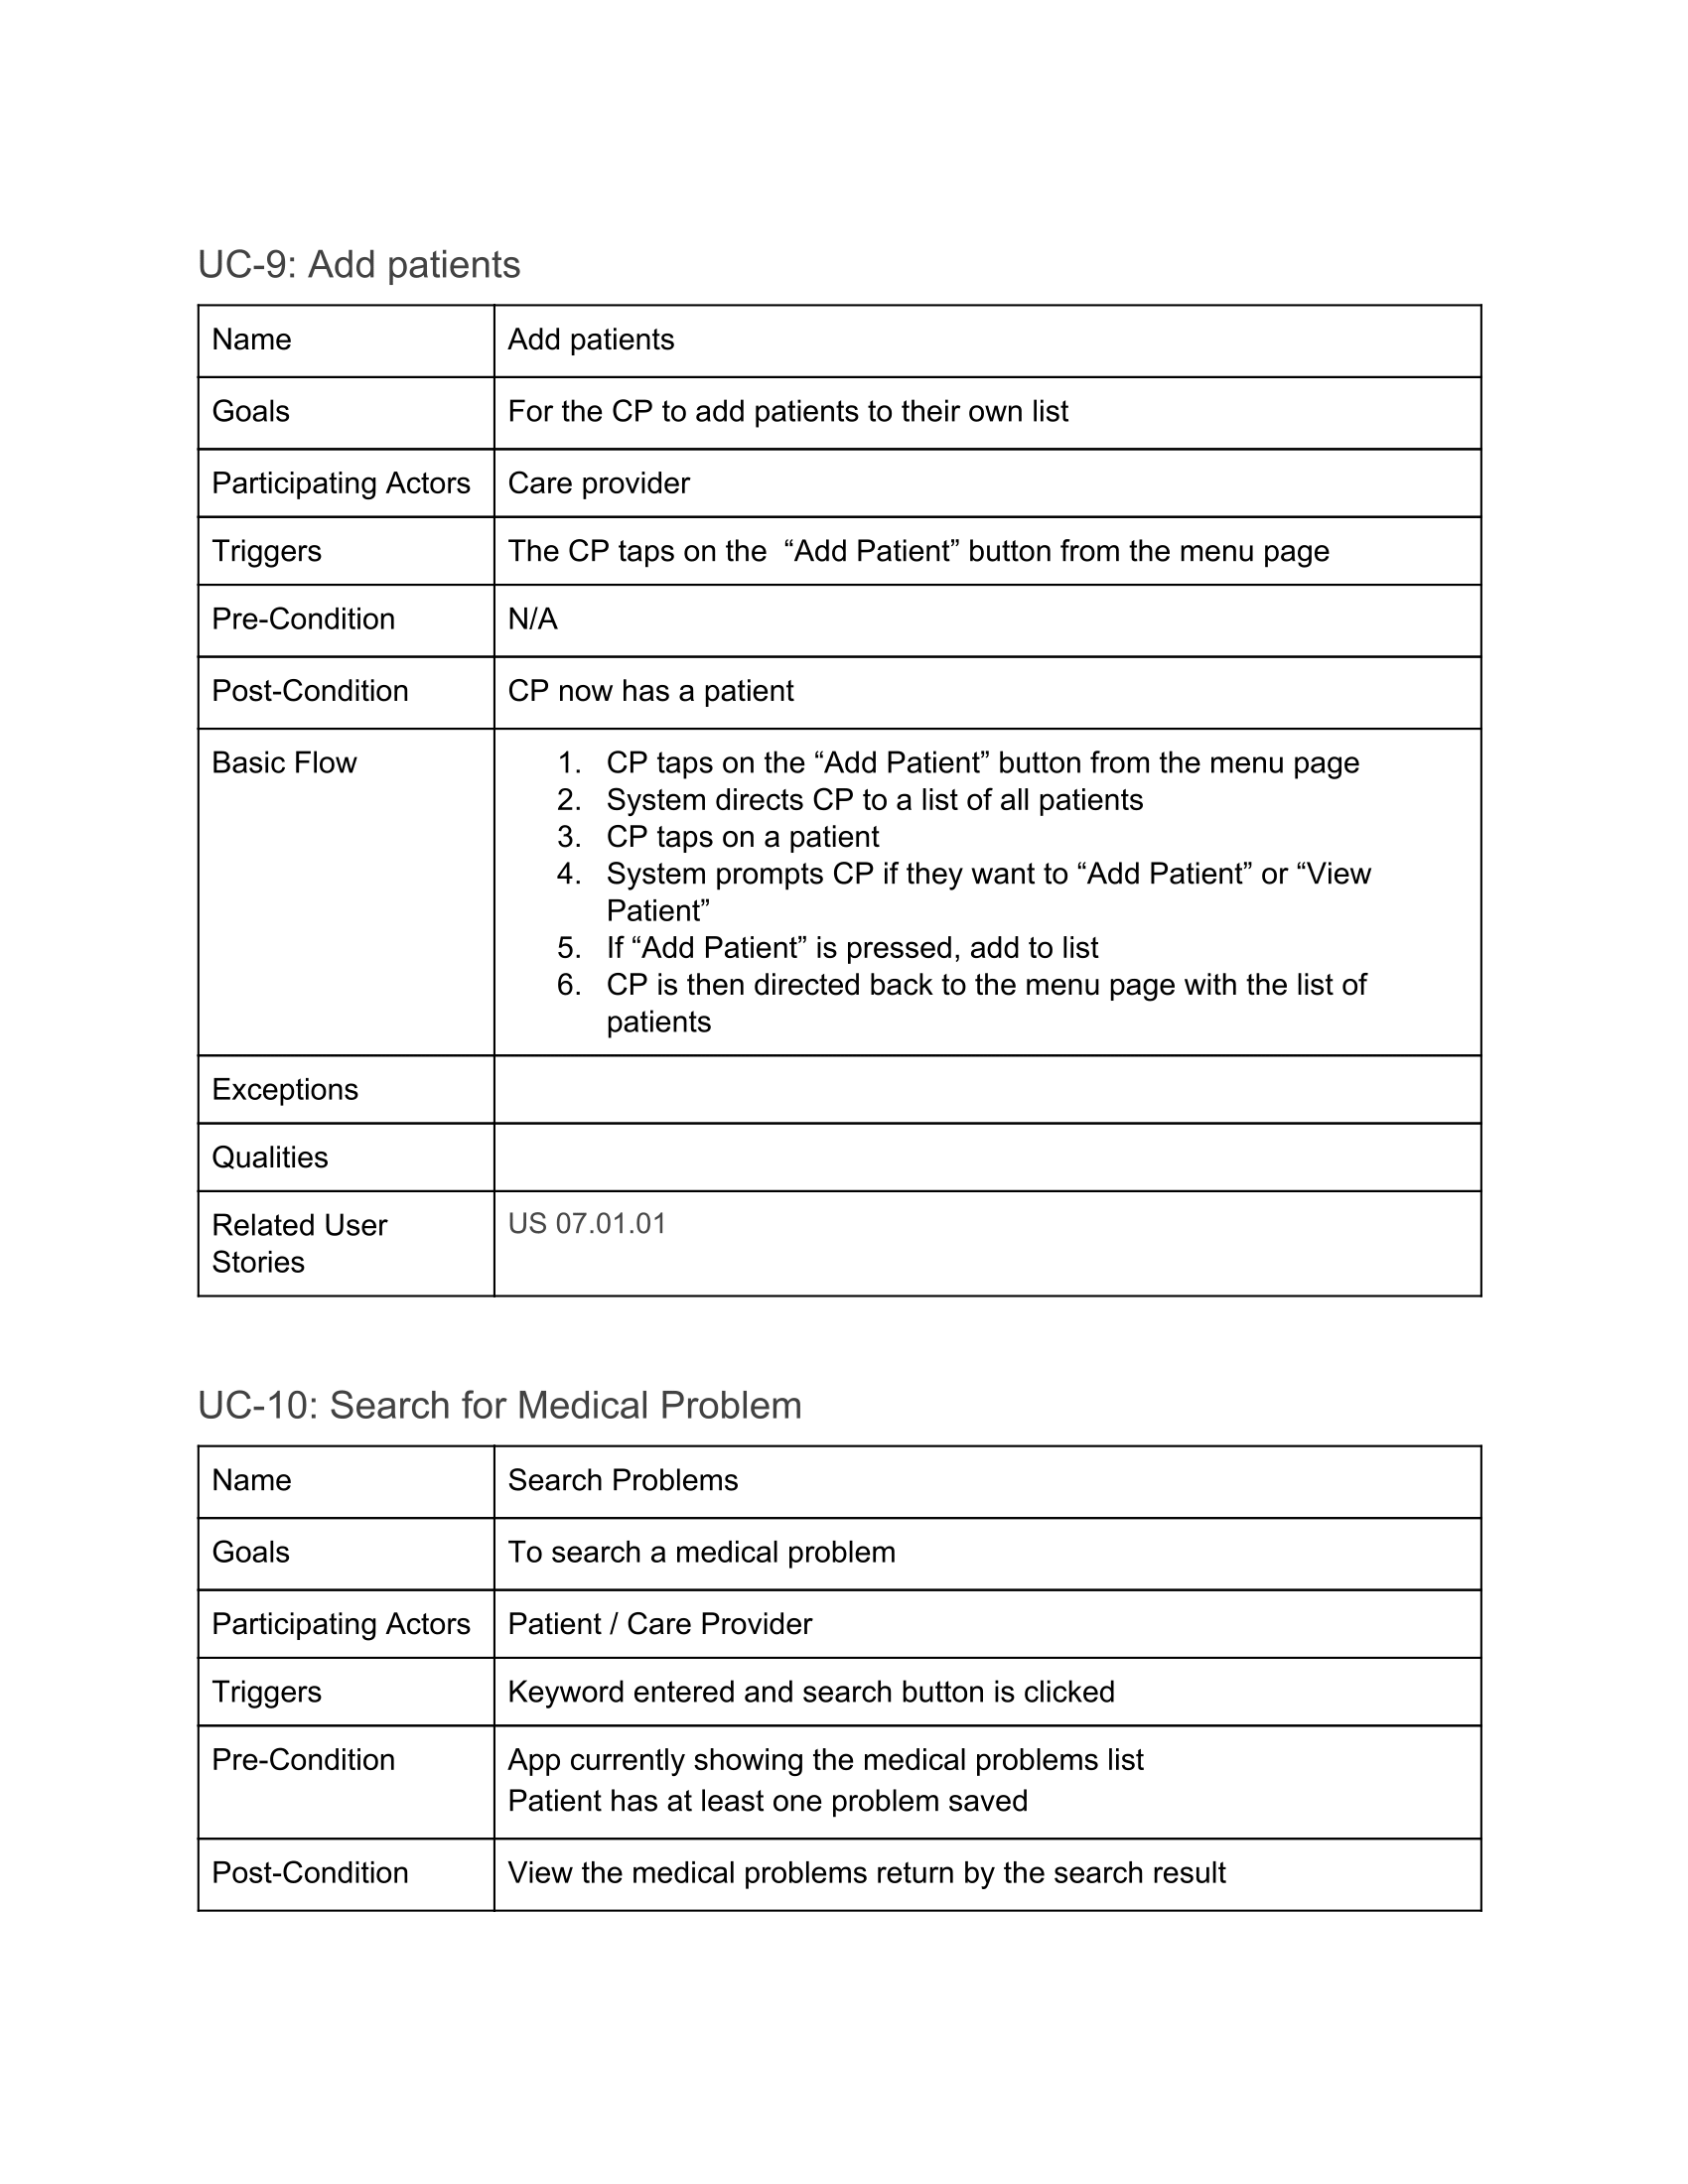 UC-9: Add patients
Name Add patients
Goals For the CP to add patients to their own list
Participating Actors Care provider
Triggers The CP taps on the “Add Patient” button from the menu page
Pre-Condition N/A
Post-Condition CP now has a patient
Basic Flow 1. CP taps on the “Add Patient” button from the menu page
2. System directs CP to a list of all patients
3. CP taps on a patient
4. System prompts CP if they want to “Add Patient” or “View
Patient”
5. If “Add Patient” is pressed, add to list
6. CP is then directed back to the menu page with the list of
patients
Exceptions
Qualities
Related User US 07.01.01
Stories
UC-10: Search for Medical Problem
Name Search Problems
Goals To search a medical problem
Participating Actors Patient / Care Provider
Triggers Keyword entered and search button is clicked
Pre-Condition App currently showing the medical problems list
Patient has at least one problem saved
Post-Condition View the medical problems return by the search result